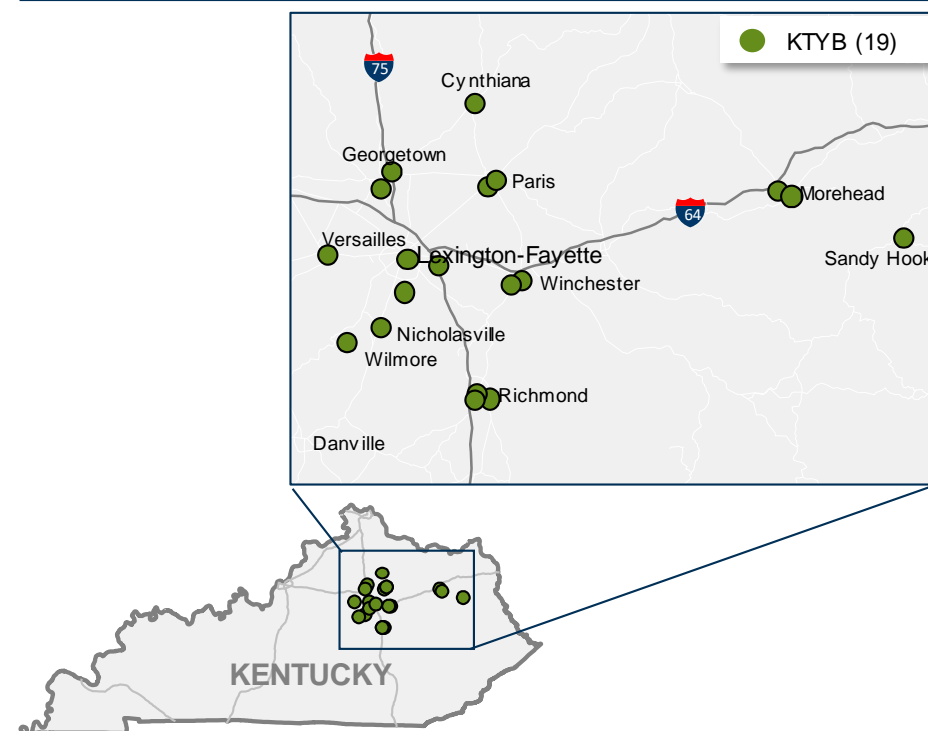 KTYB (19)
75
Cynthiana
Georgetown
Paris
Morehead
64
Versailles
Lexington-Fayette
Sandy Hook
Winchester
Nicholasville
Wilmore
Richmond
Danville
KENTUCKY